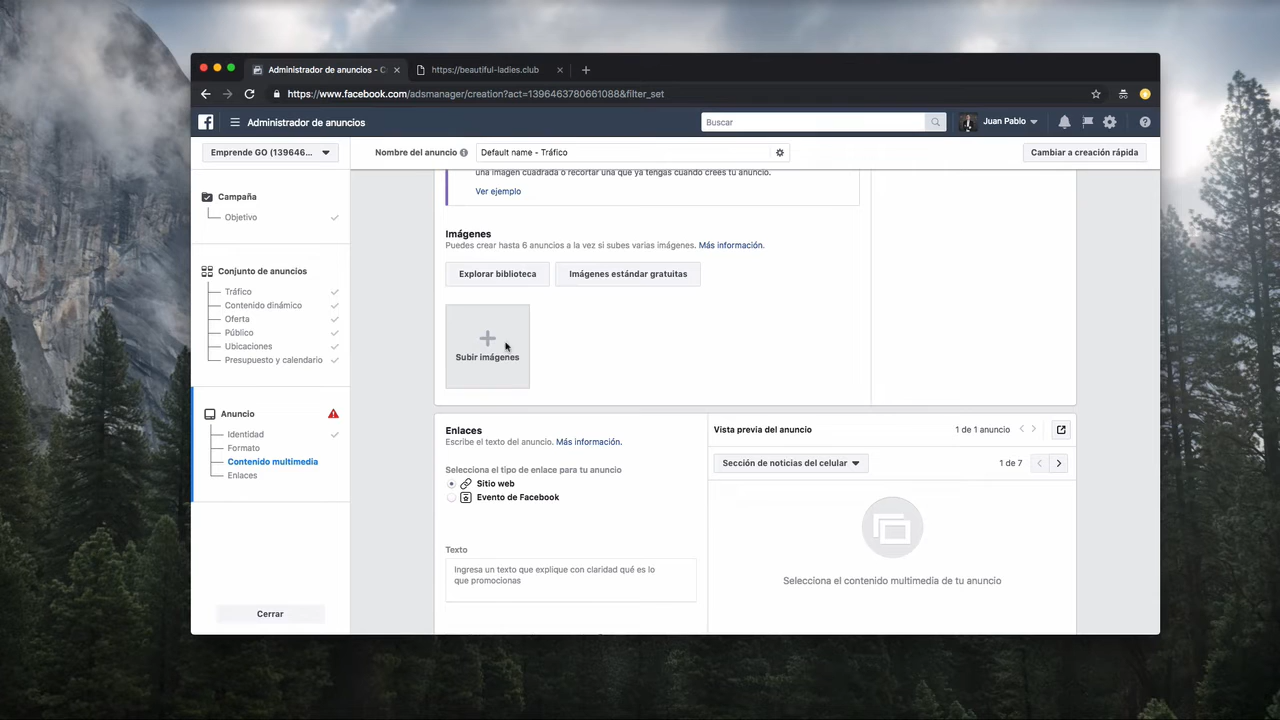 Administrador de anuncios - C
https://beautiful-ladies.club
https://www.facebook.com/adsmanager/creation?act=1396463780661088&filter_set
Administrador de anuncios
Buscar
Juan Pablo
Emprende GO (139646...
Nombre del anuncio
Default name - Tráfico
Cambiar a creación rápida
una imagen cuadrada o recortar una que ya tengas cuando crees tu anuncio.
Ver ejemplo
Campaña
Objetivo
Conjunto de anuncios
Tráfico
Contenido dinámico
Oferta
Público
Ubicaciones
Presupuesto y calendario
Anuncio
Identidad
Formato
Contenido multimedia
Enlaces
Cerrar
Imágenes
Puedes crear hasta 6 anuncios a la vez si subes varias imágenes. Más información.
Explorar biblioteca
Imágenes estándar gratuitas
Subir imágenes
Enlaces
Escribe el texto del anuncio. Más información.
Selecciona el tipo de enlace para tu anuncio
Sitio web
Evento de Facebook
Texto
Ingresa un texto que explique con claridad qué es lo
que promocionas
Vista previa del anuncio
1 de 1 anuncio
Sección de noticias del celular
1 de 7
Selecciona el contenido multimedia de tu anuncio